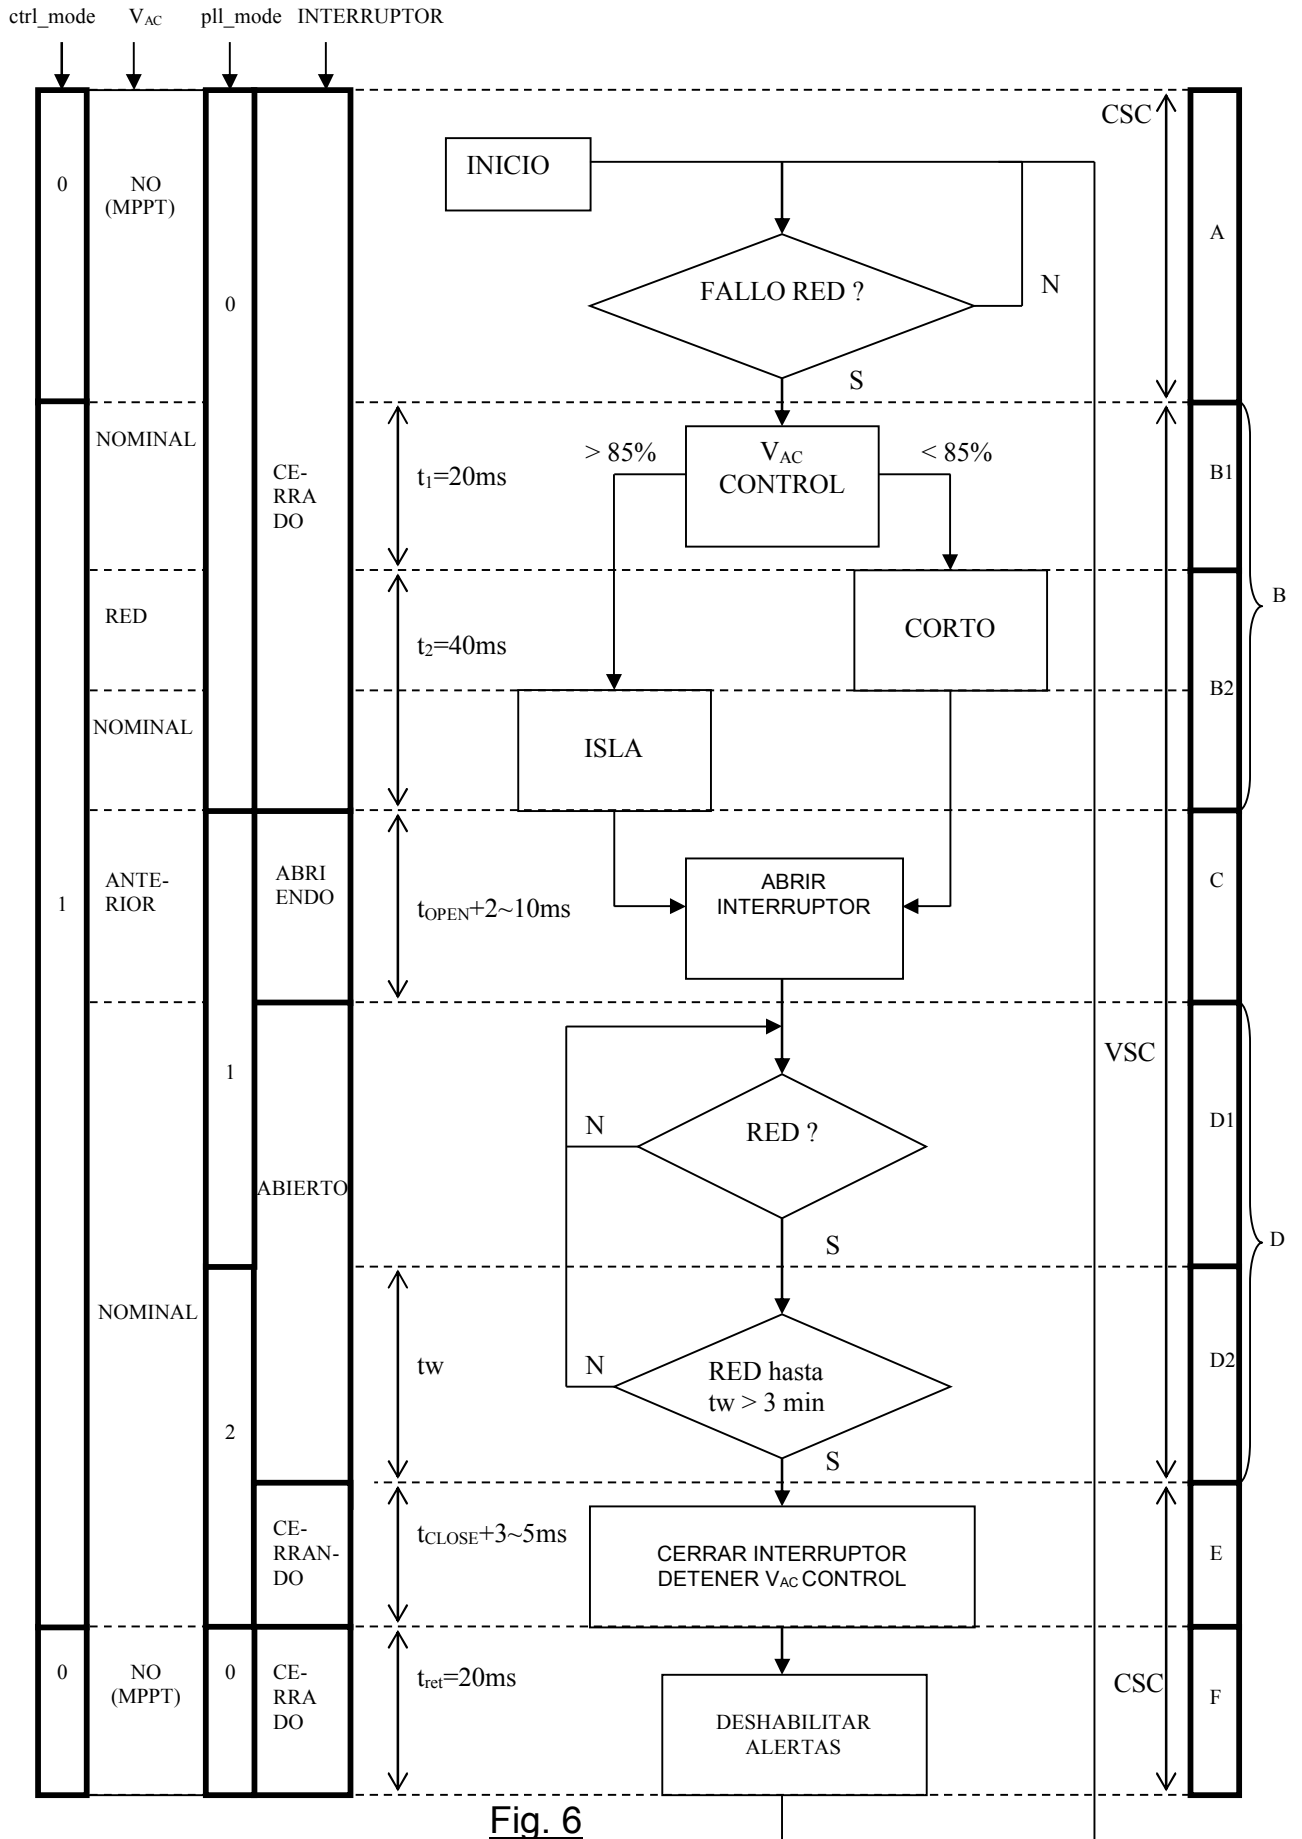 ctrl_mode VAC pll_mode INTERRUPTOR
CSC
INICIO
0
NO
(MPPT)
A
FALLO RED ?
N
0
S
NOMINAL
> 85%
VAC
CONTROL
< 85%
CE-
RRA
DO
t1=20ms
B1
B
RED
CORTO
t2=40ms
B2
NOMINAL
ISLA
ANTE-
RIOR
ABRI
ENDO
ABRIR
INTERRUPTOR
C
1
tOPEN+2~10ms
VSC
1
N
RED ?
D1
ABIERTO
S
D
NOMINAL
tw
N
RED hasta
tw > 3 min
D2
2
S
CE-
RRAN-
DO
tCLOSE+3~5ms
CERRAR INTERRUPTOR
DETENER VAC CONTROL
E
0
NO
(MPPT)
0
CE-
RRA
DO
tret=20ms
CSC
DESHABILITAR
ALERTAS
F
Fig. 6